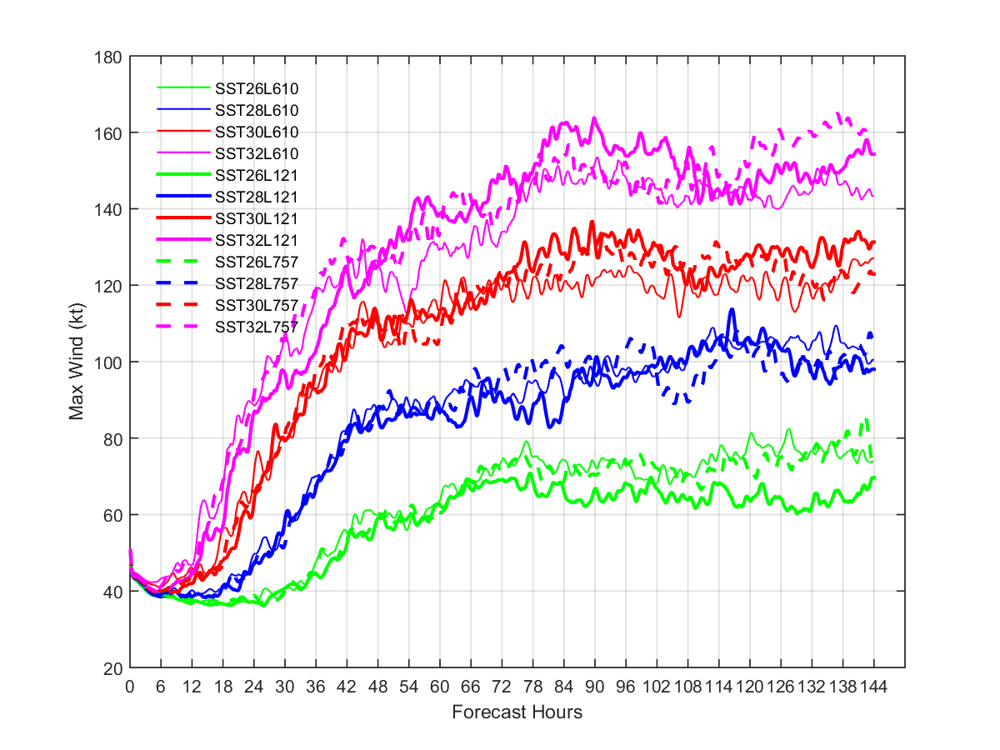 180
160
140
120
100
80
60
40
20
Max Wind (kt)
SST26L610
SST28L610
SST30L610
SST32L610
SST26L121
SST28L121
SST30L121
SST32L121
SST26L757
SST28L757
SST30L757
SST32L757
0 6 12 18 24 30 36 42 48 54 60 66 72 78 84 90 96 102 108 114 120 126 132 138 144
Forecast Hours